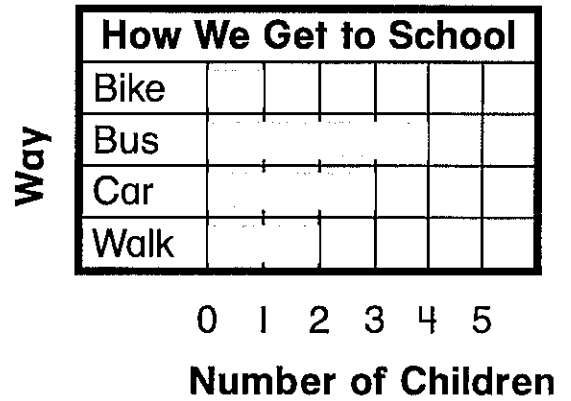 How We Get to School
Way
Bike
Bus
Car
Walk
0 1 2 3 4 5
Number of Children